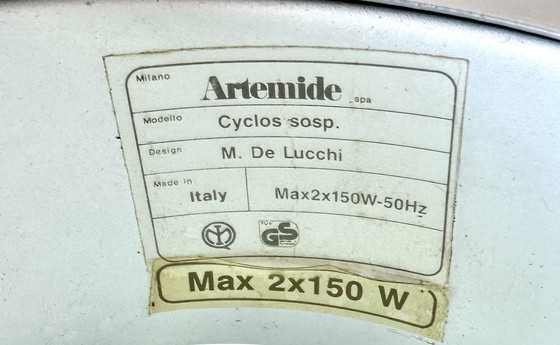 Milano Artemide spa
Modello Cyclos sosp.
Design M. De Lucchi
Made in Italy Max2x150W-50Hz
GS
Max 2x150 W